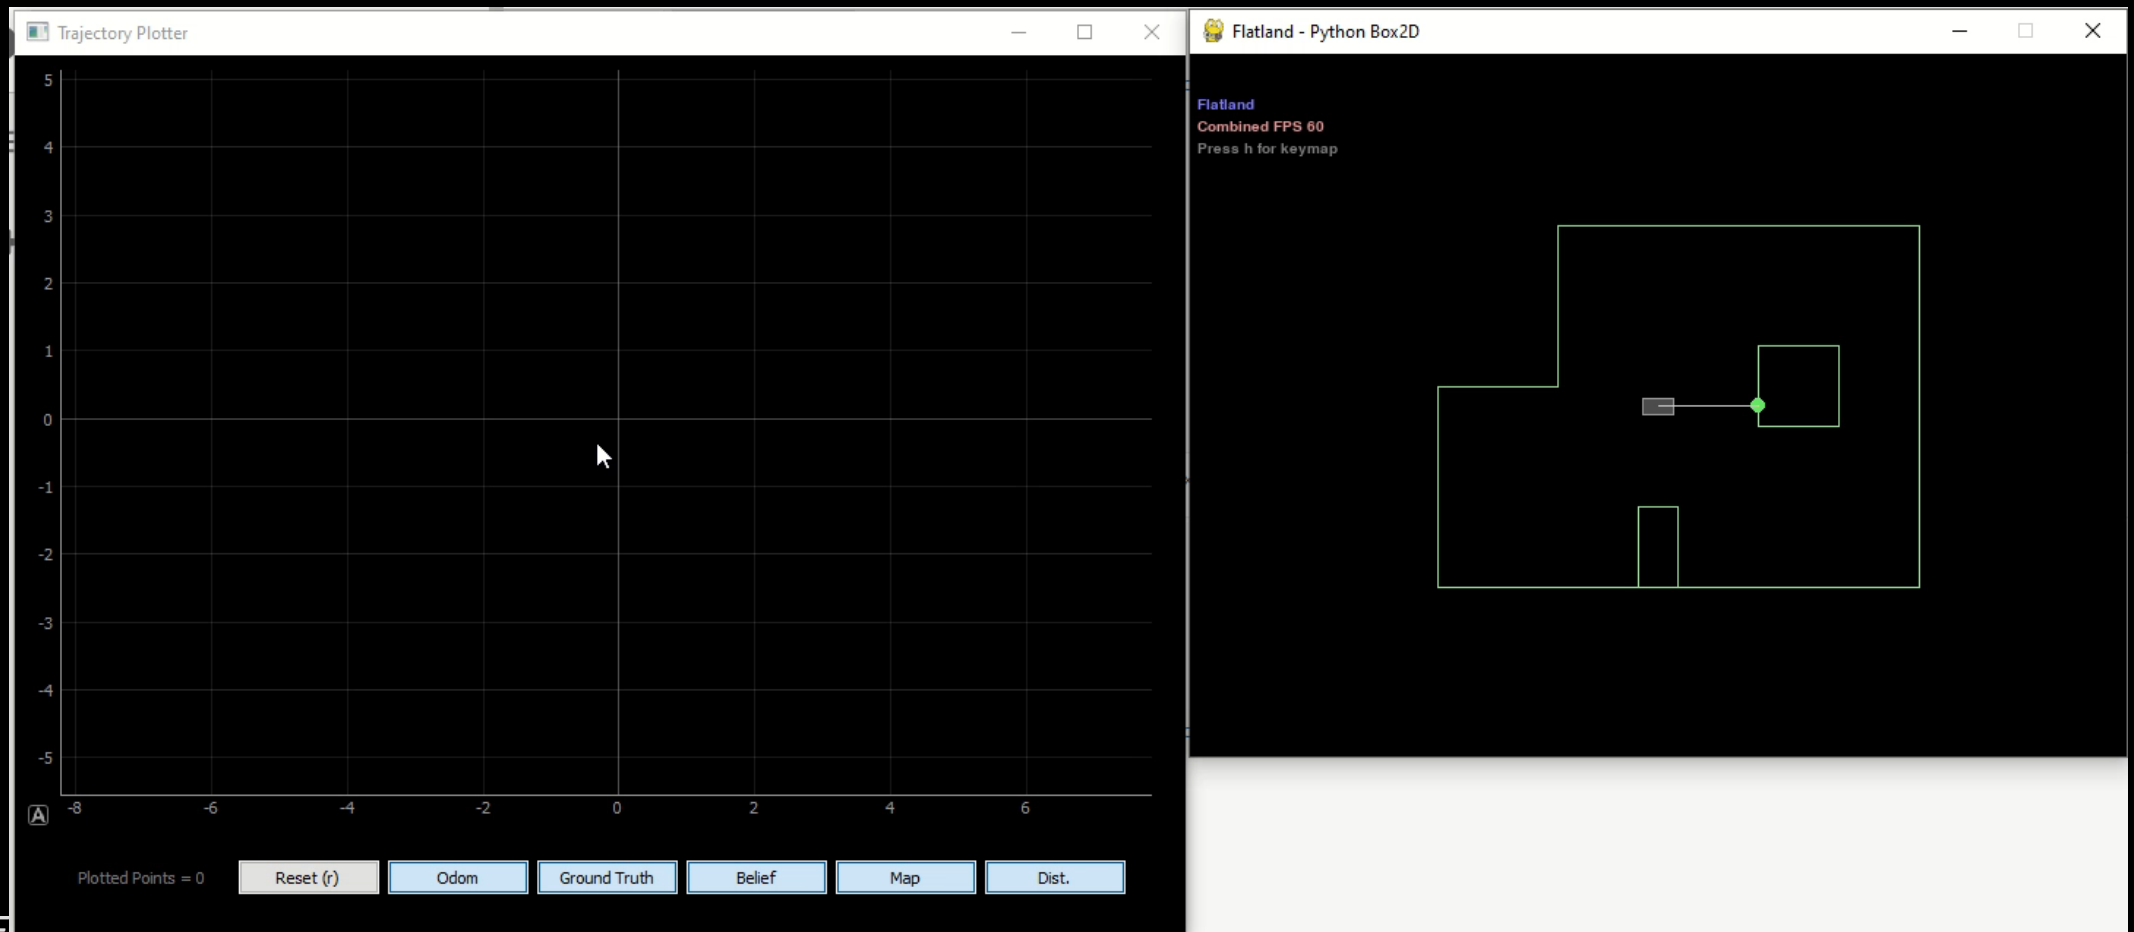 Trajectory Plotter
5
4
3
2
1
0
-1
-2
-3
-4
-5
-8 -6 -4 -2 0 2 4 6
A
Plotted Points = 0 Reset (r) Odom Ground Truth Belief Map Dist.
Flatland - Python Box2D
Flatland
Combined FPS 60
Press h for keymap